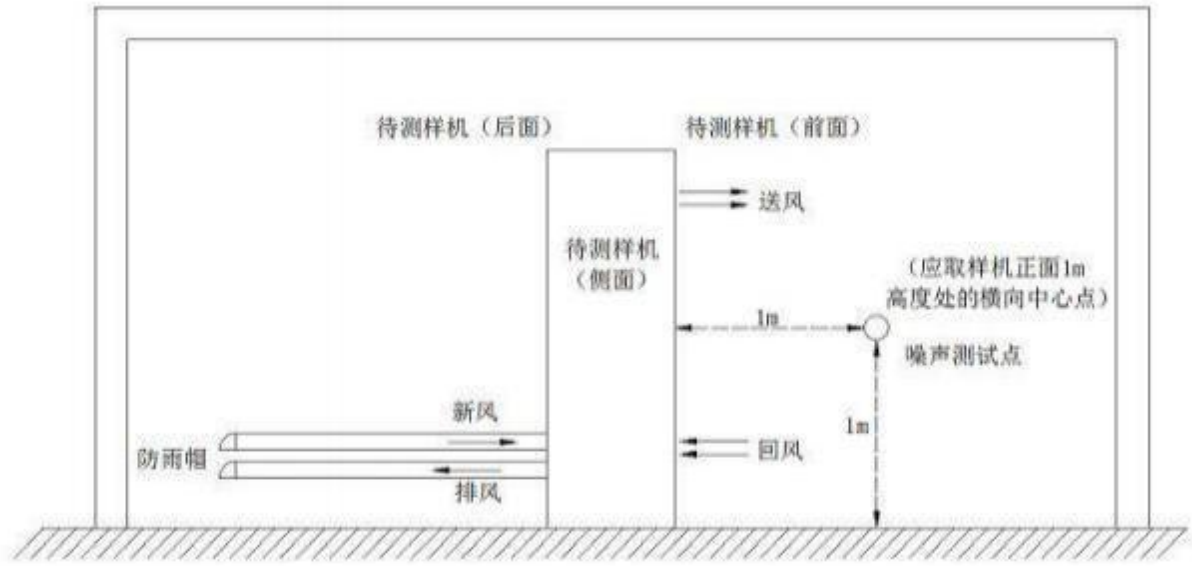 待测样机（后面）
待测样机（前面）
送风
待测样机
（侧面）
（应取样机正面1m
高度处的横向中心点）
1m
噪声测试点
新风
1m
防雨帽
回风
排风